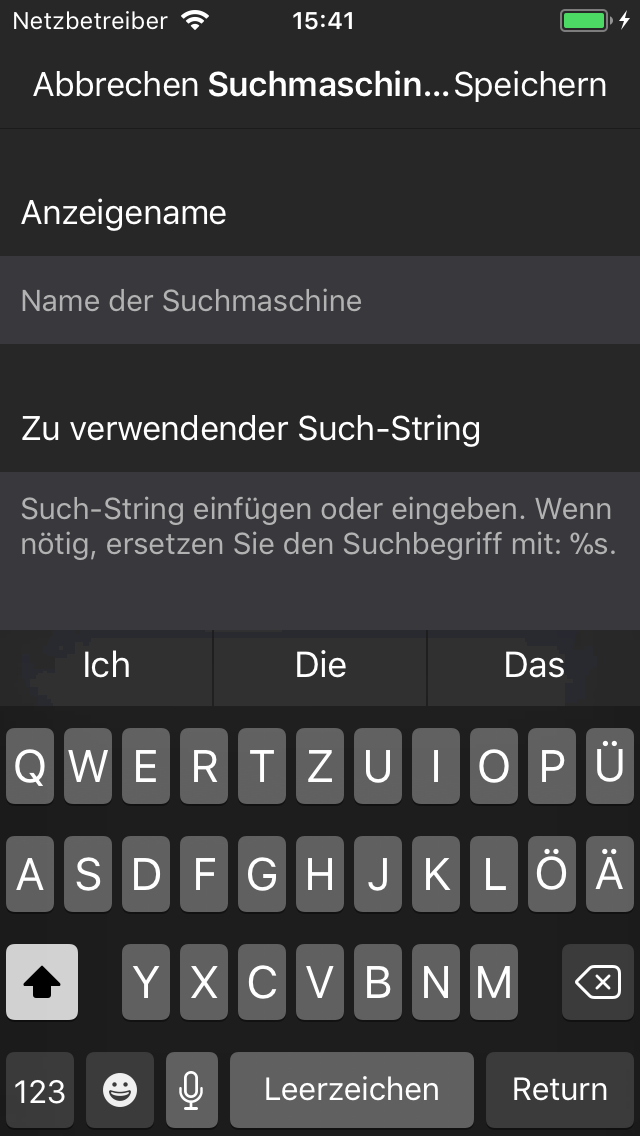 Netzbetreiber 15:41
Abbrechen Suchmaschin... Speichern
Anzeigename
Name der Suchmaschine
Zu verwendender Such-String
Such-String einfügen oder eingeben. Wenn
nötig, ersetzen Sie den Suchbegriff mit: %s.
Ich Die Das
Q W E R T Z U I O P Ü
A S D F G H J K L Ö Ä
Y X C V B N M
123 Leerzeichen Return